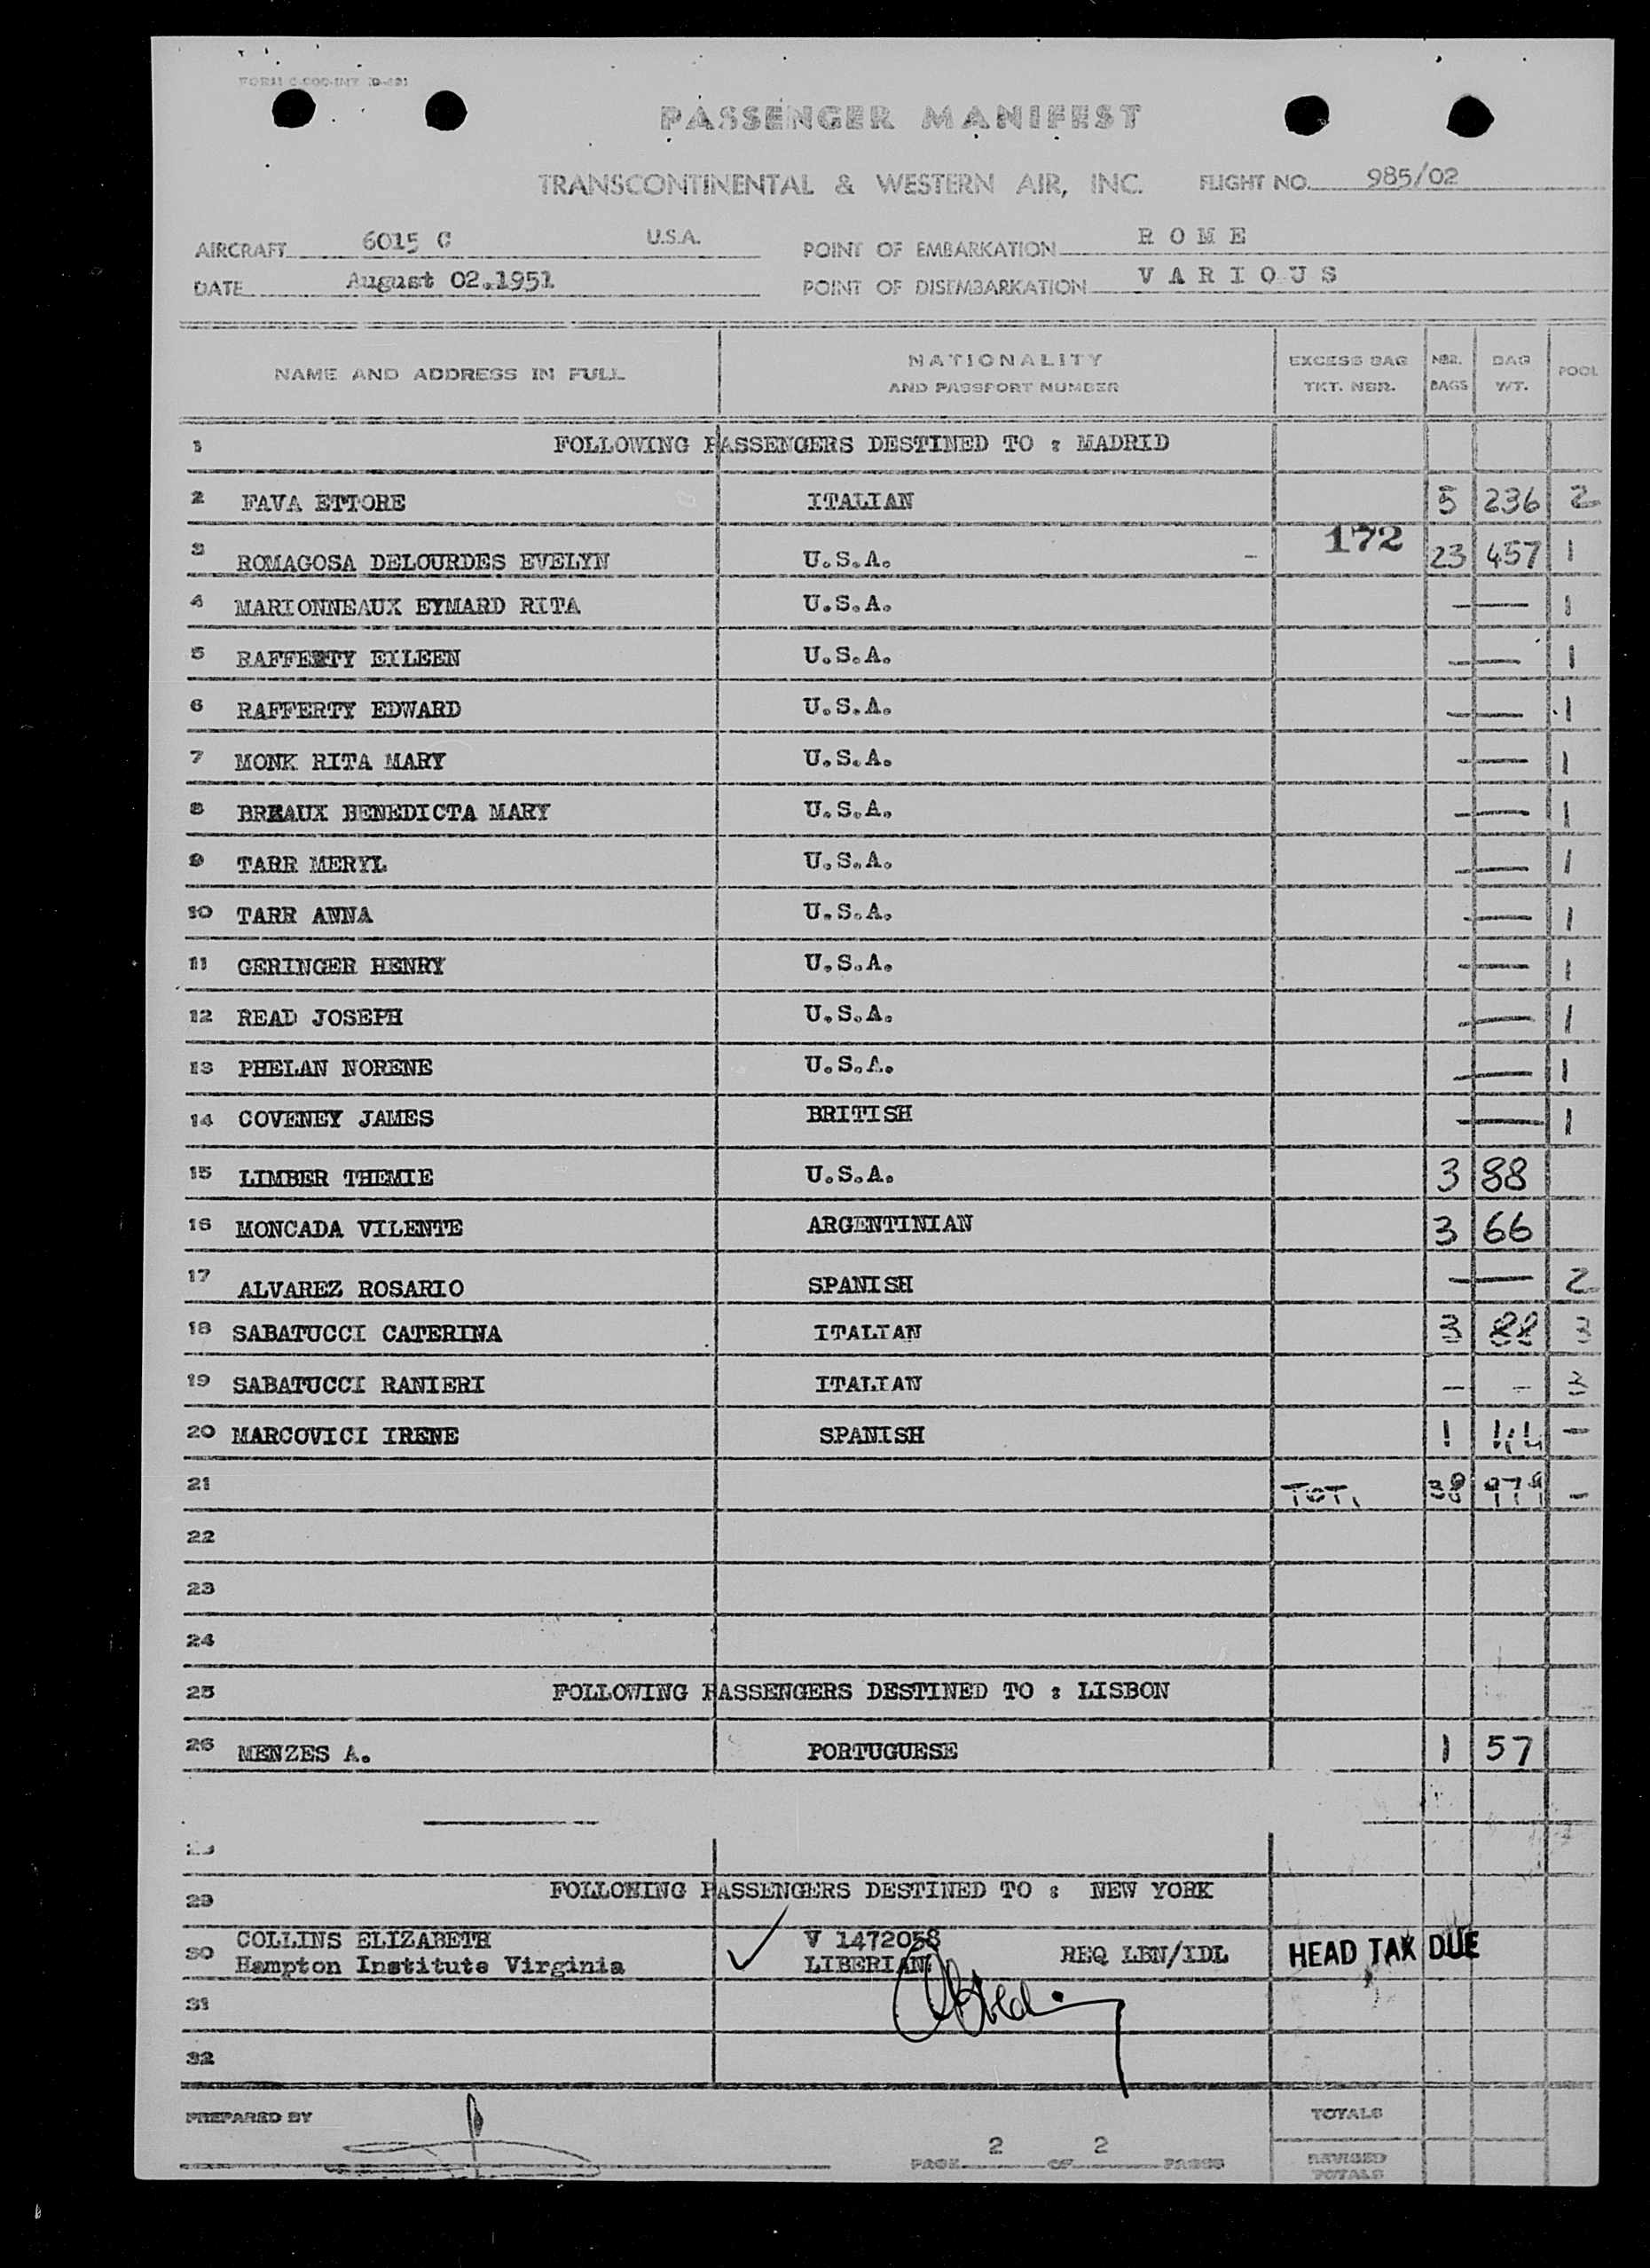 PASSENGER MANIFEST
TRANSCONTINENTAL & WESTERN AIR, INC. FLIGHT NO. 985/02
AIRCRAFT 6015 C U.S.A. POINT OF EMBARKATION R O M E
DATE August 02.1951 POINT OF DISEMBARKATION V A R I O U S
NAME AND ADDRESS IN FULL NATIONALITY AND PASSPORT NUMBER EXCESS BAG TKT. NBR. NBR. BAGS BAG WT. POOL
1 FOLLOWING PASSENGERS DESTINED TO : MADRID
2 FAVA ETTORE ITALIAN 5 236 2
3 ROMAGOSA DELOURDES EVELYN U.S.A. - 172 23 457 1
4 MARIONNEAUX EYMARD RITA U.S.A. — — 1
5 RAFFERTY EILEEN U.S.A. — — 1
6 RAFFERTY EDWARD U.S.A. — — 1
7 MONK RITA MARY U.S.A. — — 1
8 BREAUX BENEDICTA MARY U.S.A. — — 1
9 TARR MERYL U.S.A. — — 1
10 TARR ANNA U.S.A. — — 1
11 GERINGER HENRY U.S.A. — — 1
12 READ JOSEPH U.S.A. — — 1
13 PHELAN NORENE U.S.A. — — 1
14 COVENEY JAMES BRITISH — — 1
15 LIMBER THEMIE U.S.A. 3 88
16 MONCADA VILENTE ARGENTINIAN 3 66
17 ALVAREZ ROSARIO SPANISH — — 2
18 SABATUCCI CATERINA ITALIAN 3 88 3
19 SABATUCCI RANIERI ITALIAN — - 3
20 MARCOVICI IRENE SPANISH 1 44 —
21 TOT. 38 979 —
22
23
24
25 FOLLOWING PASSENGERS DESTINED TO : LISBON
26 MENZES A. PORTUGUESE 1 57
29 FOLLOWING PASSENGERS DESTINED TO : NEW YORK
30 COLLINS ELIZABETH V 1472058
Hampton Institute Virginia LIBERIAN REQ LBN/IDL HEAD TAX DUE
31
32
PREPARED BY TOTALS
PAGE 2 OF 2 PAGES REVISED TOTALS